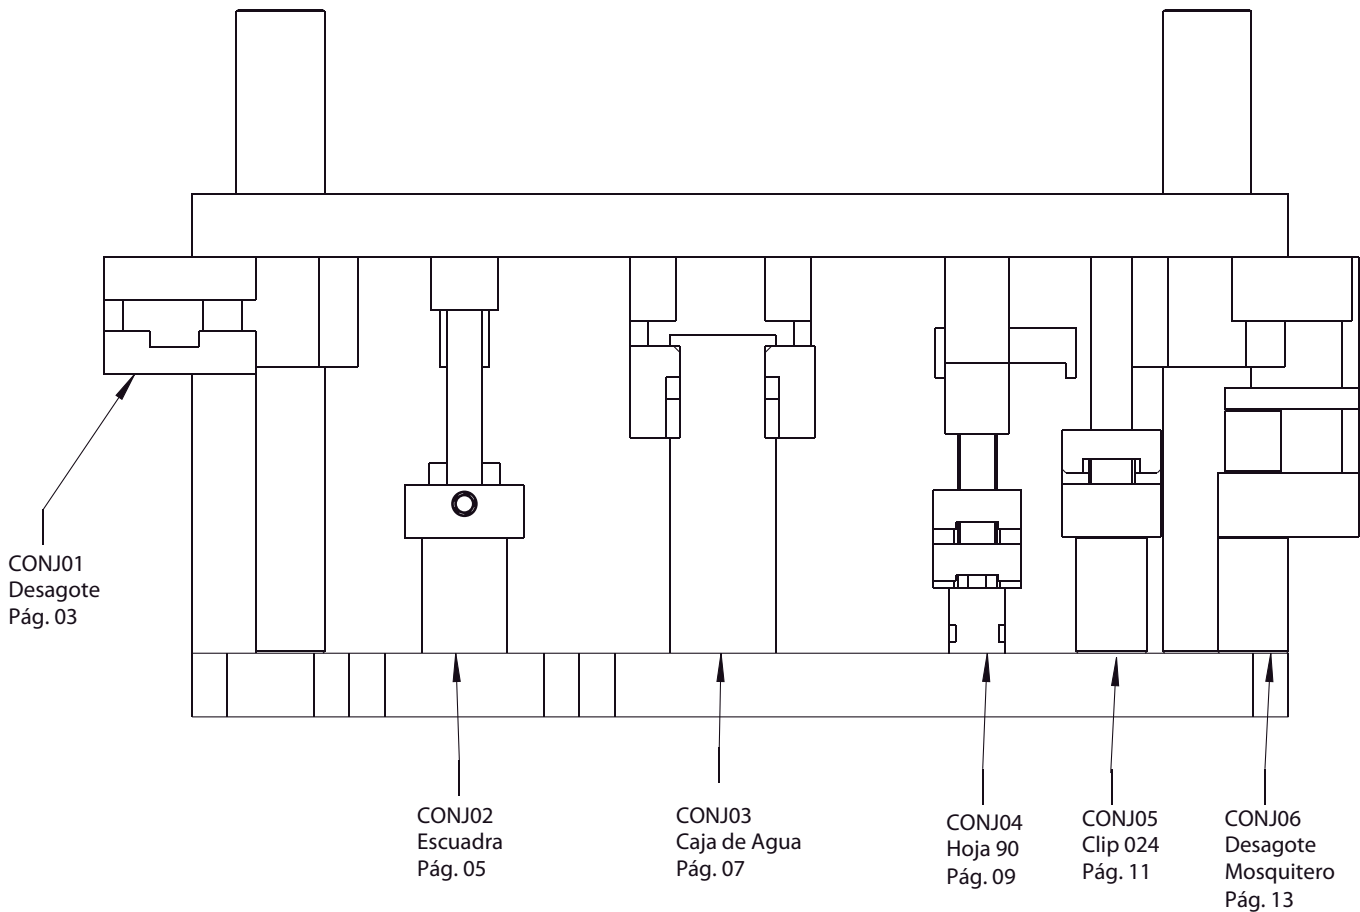 CONJ01
Desagote
Pág. 03
CONJ02
Escuadra
Pág. 05
CONJ03
Caja de Agua
Pág. 07
CONJ04
Hoja 90
Pág. 09
CONJ05
Clip 024
Pág. 11
CONJ06
Desagote
Mosquitero
Pág. 13